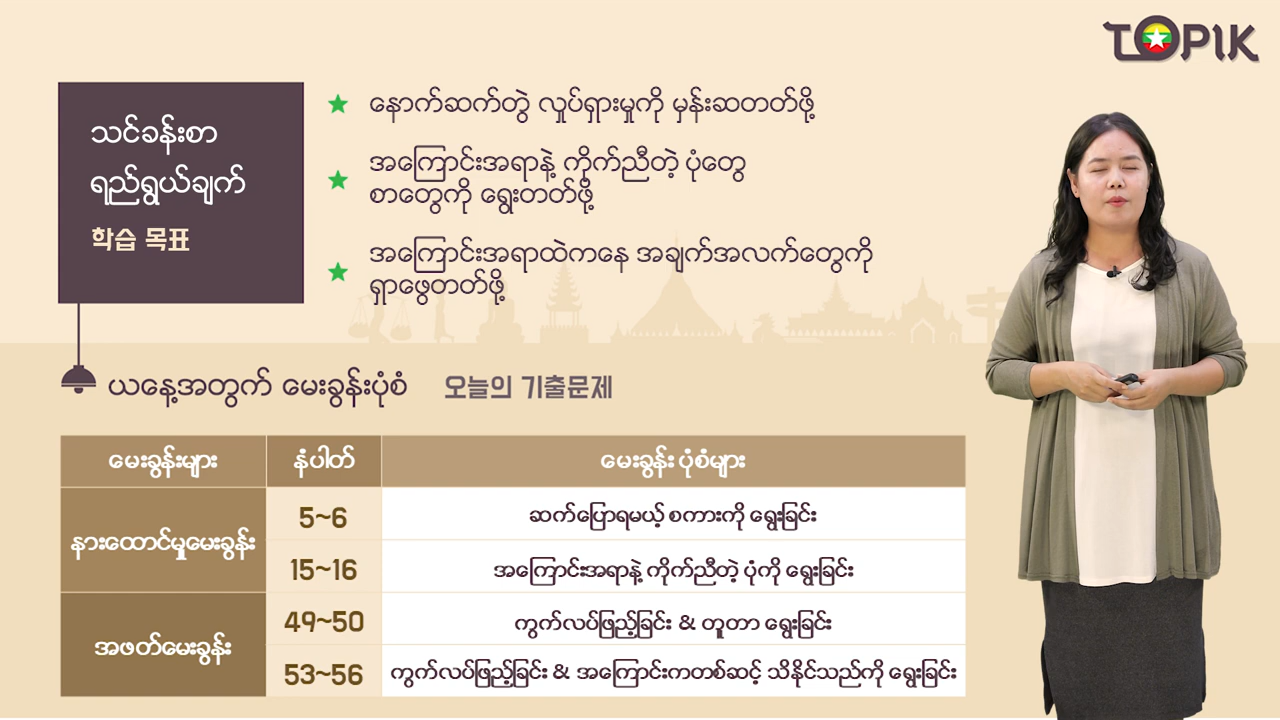 TOPIK
သင်ခန်းစာ
ရည်ရွယ်ချက်
학습 목표
နောက်ဆက်တွဲ လှုပ်ရှားမှုကို မှန်းဆတတ်ဖို့
အကြောင်းအရာနဲ့ ကိုက်ညီတဲ့ ပုံတွေ
စာတွေကို ရွေးတတ်ဖို့
အကြောင်းအရာထဲကနေ အချက်အလက်တွေကို
ရှာဖွေတတ်ဖို့
ယနေ့အတွက် မေးခွန်းပုံစံ 오늘의 기출문제
မေးခွန်းများ နံပါတ် မေးခွန်း ပုံစံများ
နားထောင်မှုမေးခွန်း
5~6 ဆက်ပြောရမယ့် စကားကို ရွေးခြင်း
15~16 အကြောင်းအရာနဲ့ ကိုက်ညီတဲ့ ပုံကို ရွေးခြင်း
အဖတ်မေးခွန်း
49~50 ကွက်လပ်ဖြည့်ခြင်း & တူတာ ရွေးခြင်း
53~56 ကွက်လပ်ဖြည့်ခြင်း & အကြောင်းကတစ်ဆင့် သိနိုင်သည်ကို ရွေးခြင်း